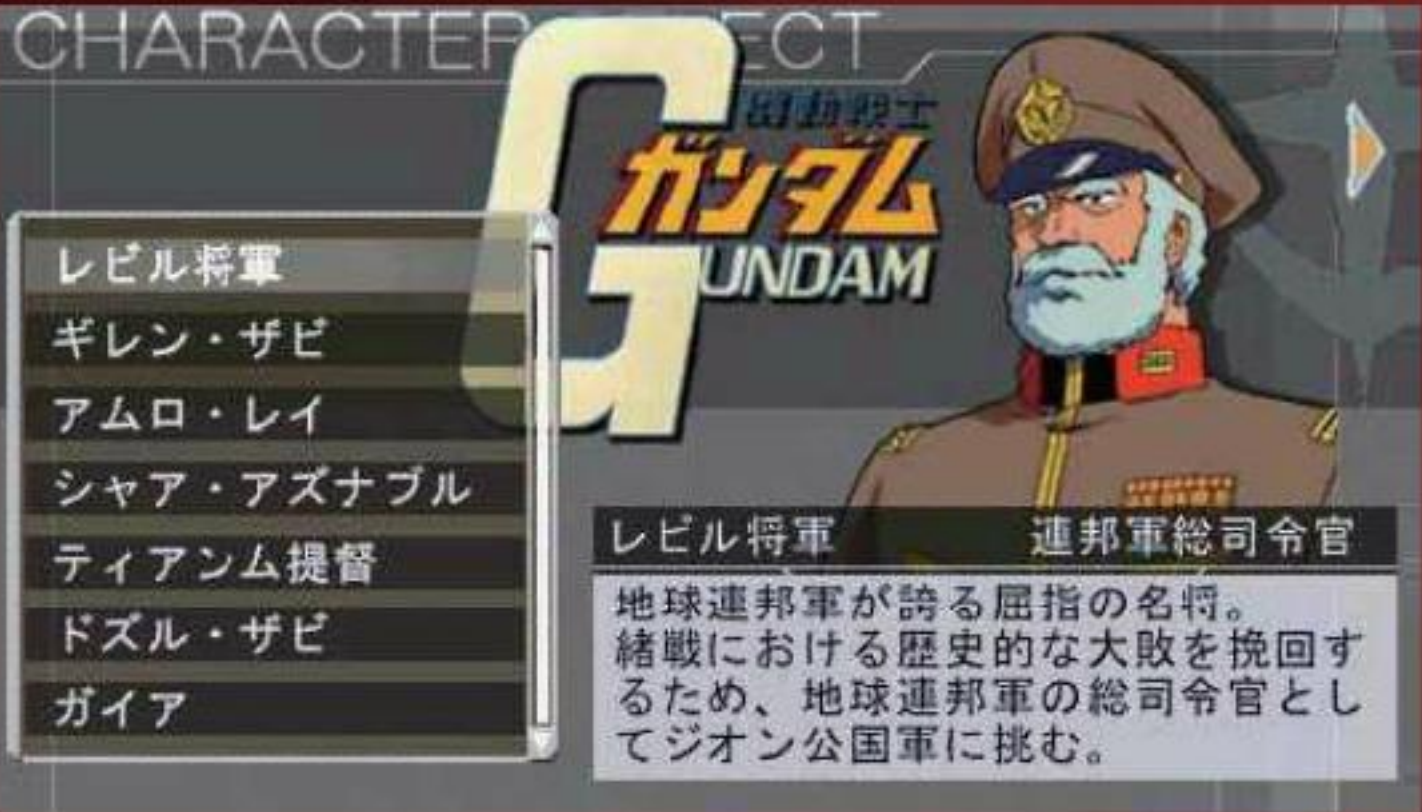 CHARACTER SELECT
機動戦士
ガンダム
GUNDAM
レビル将軍
ギレン・ザビ
アムロ・レイ
シャア・アズナブル
ティアンム提督
ドズル・ザビ
ガイア
レビル将軍 連邦軍総司令官
地球連邦軍が誇る屈指の名将。
緒戦における歴史的な大敗を挽回す
るため、地球連邦軍の総司令官とし
てジオン公国軍に挑む。